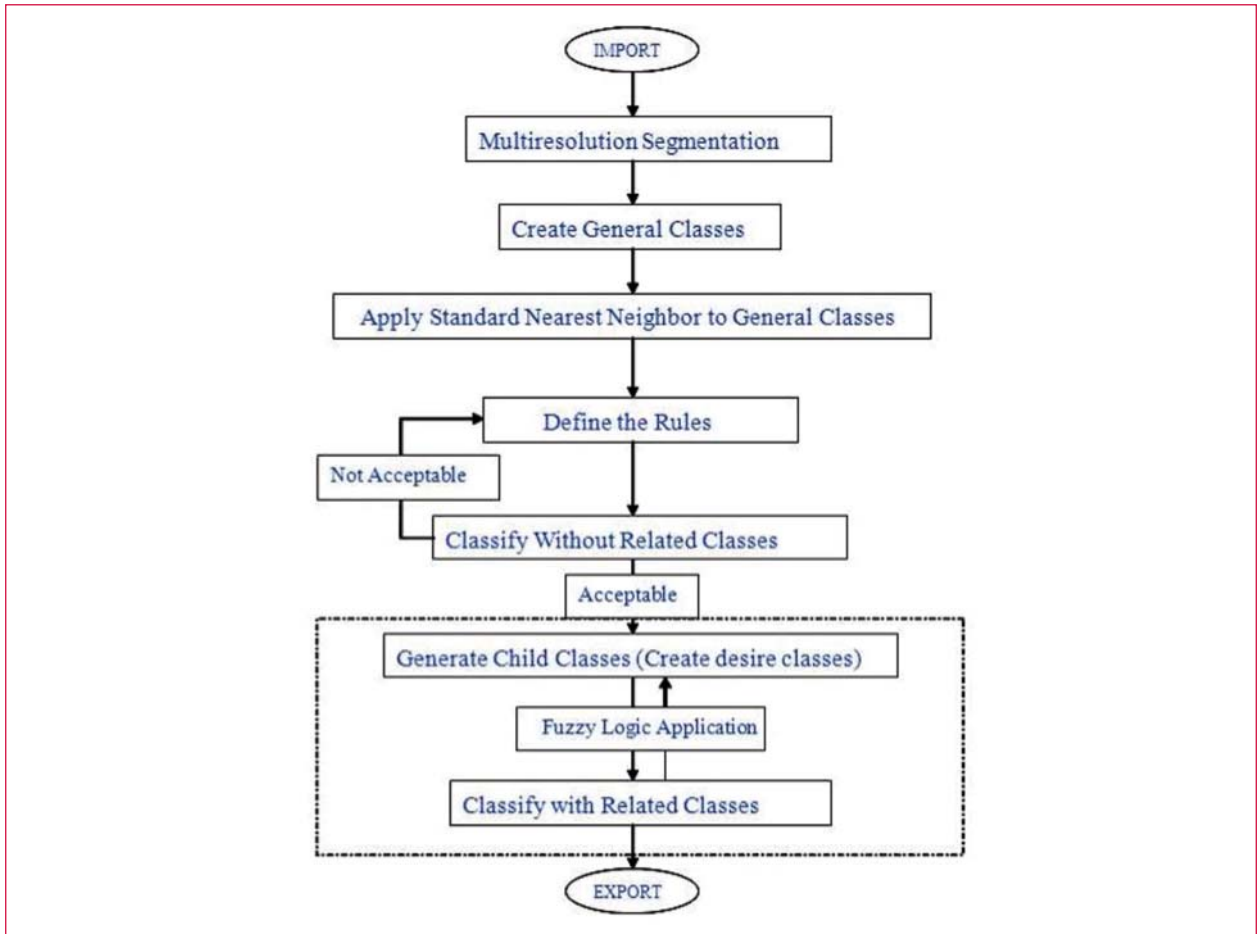 IMPORT
Multiresolution Segmentation
Create General Classes
Apply Standard Nearest Neighbor to General Classes
Define the Rules
Not Acceptable
Classify Without Related Classes
Acceptable
Generate Child Classes (Create desire classes)
Fuzzy Logic Application
Classify with Related Classes
EXPORT